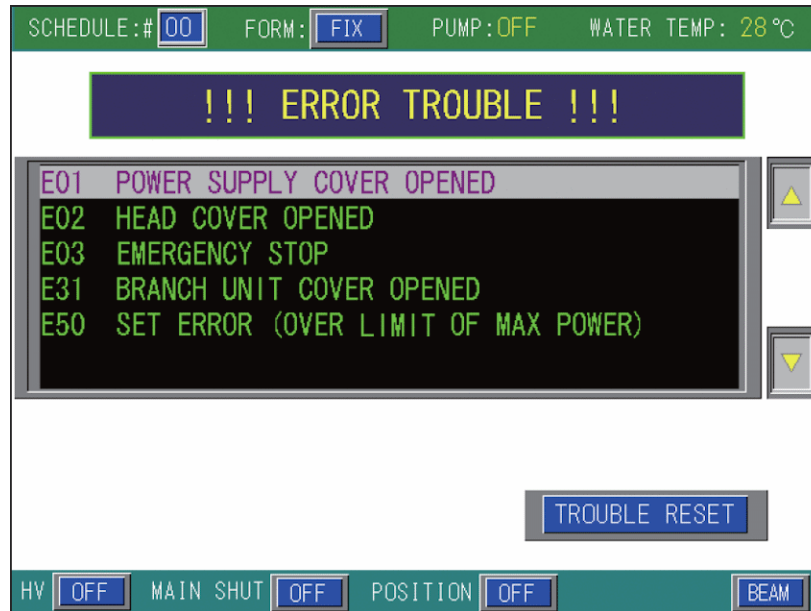 SCHEDULE:# 00 FORM: FIX PUMP:OFF WATER TEMP: 28℃
!!! ERROR TROUBLE !!!
E01 POWER SUPPLY COVER OPENED
E02 HEAD COVER OPENED
E03 EMERGENCY STOP
E31 BRANCH UNIT COVER OPENED
E50 SET ERROR (OVER LIMIT OF MAX POWER)
TROUBLE RESET
HV OFF MAIN SHUT OFF POSITION OFF BEAM